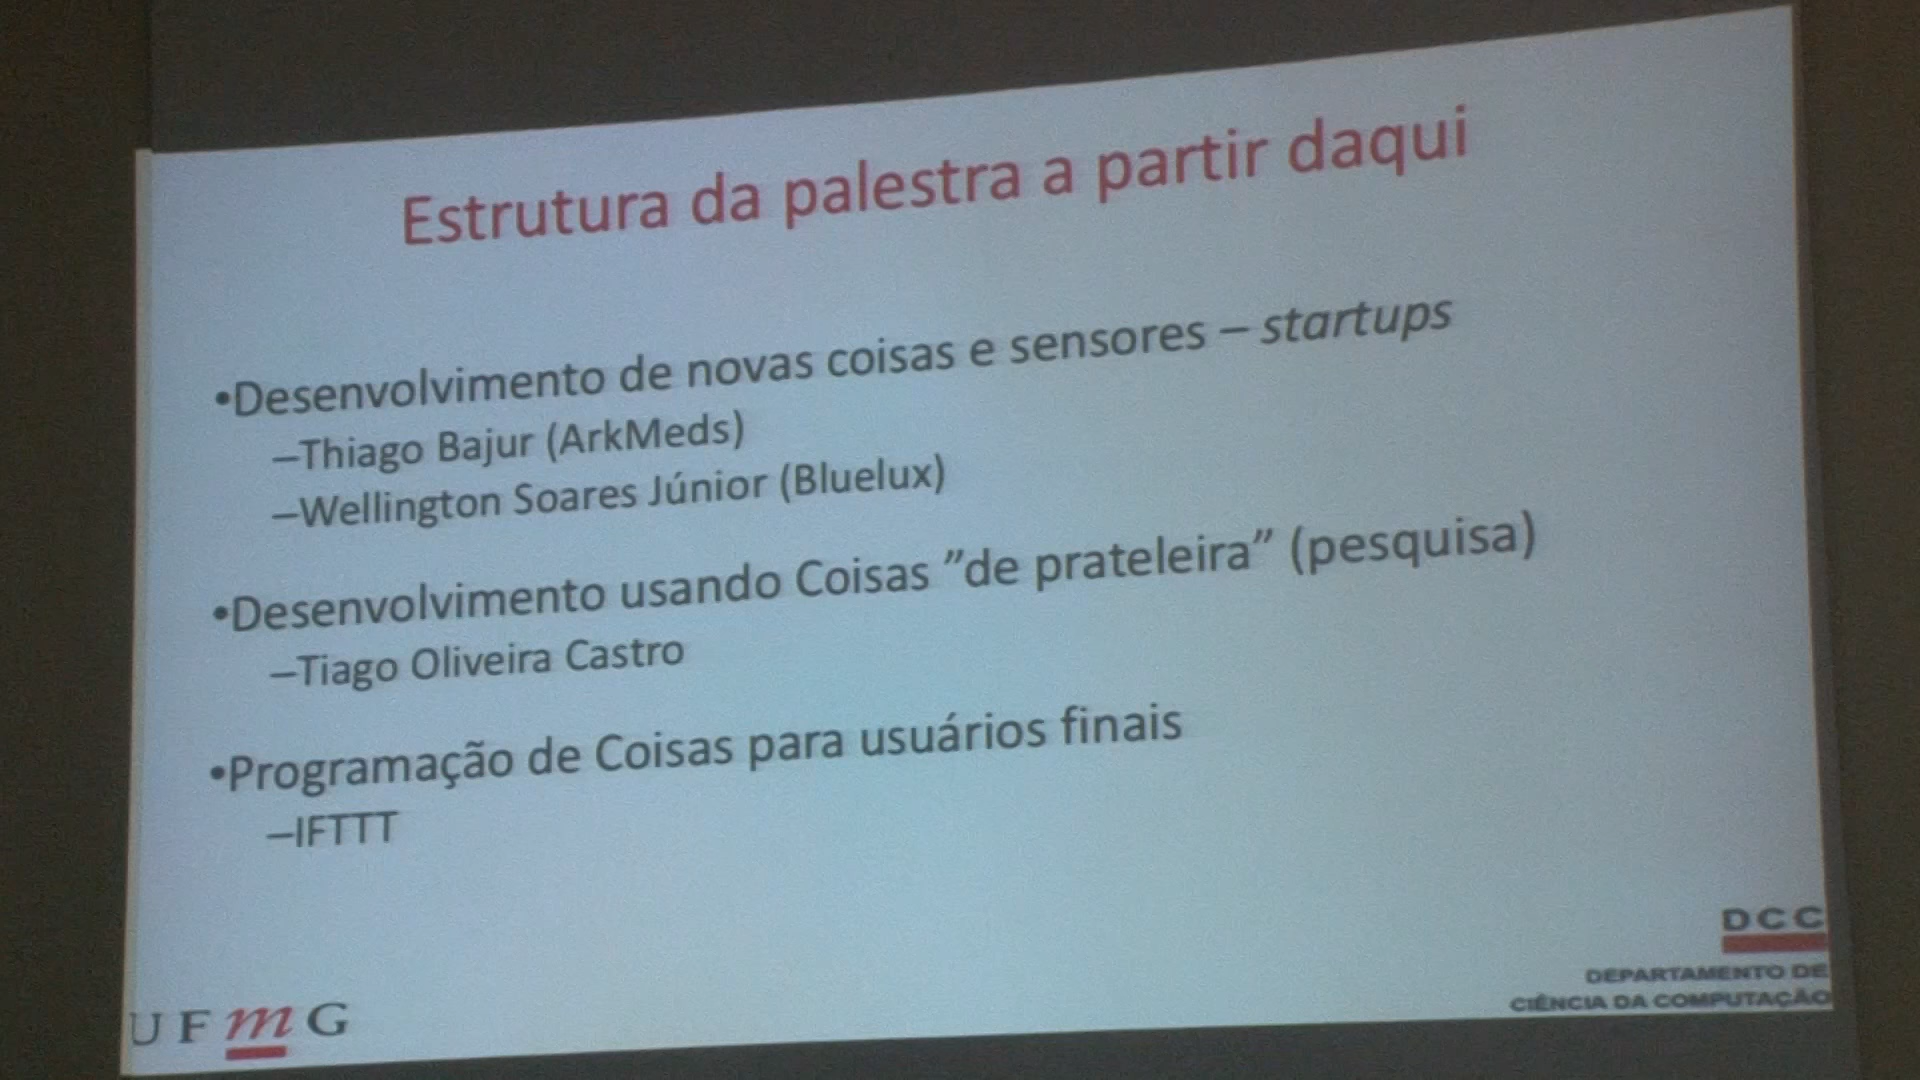 Estrutura da palestra a partir daqui
•Desenvolvimento de novas coisas e sensores – startups
–Thiago Bajur (ArkMeds)
–Wellington Soares Júnior (Bluelux)
•Desenvolvimento usando Coisas ”de prateleira” (pesquisa)
–Tiago Oliveira Castro
•Programação de Coisas para usuários finais
–IFTTT
UFmG
DCC
DEPARTAMENTO DE
CIÊNCIA DA COMPUTAÇÃO